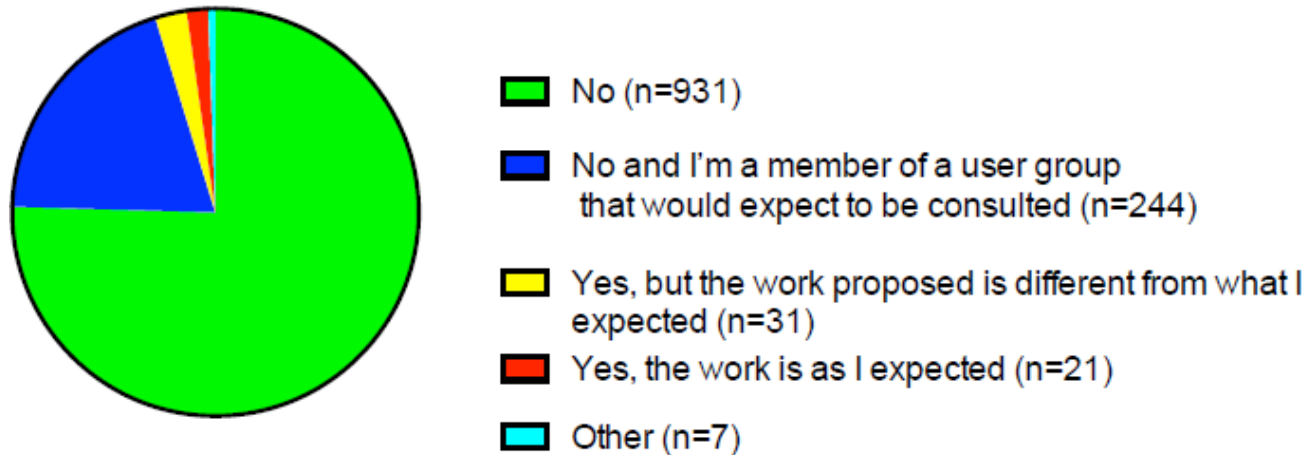 No (n=931)
No and I'm a member of a user group
that would expect to be consulted (n=244)
Yes, but the work proposed is different from what I
expected (n=31)
Yes, the work is as I expected (n=21)
Other (n=7)